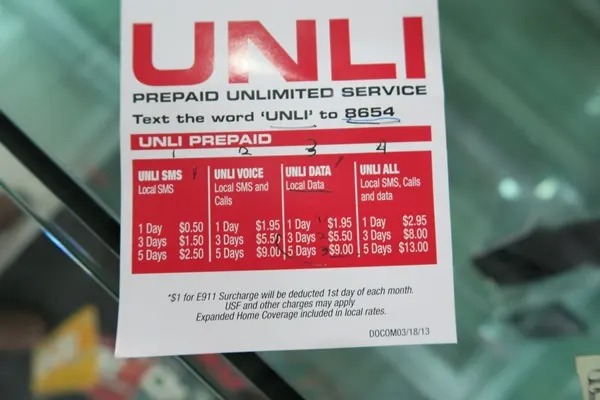 UNLI
PREPAID UNLIMITED SERVICE
Text the word 'UNLI' to 8654
UNLI PREPAID
1 2 3 4
UNLI SMS
Local SMS
1 Day $0.50
3 Days $1.50
5 Days $2.50
UNLI VOICE
Local SMS and
Calls
1 Day $1.95
3 Days $5.50
5 Days $9.00
UNLI DATA
Local Data
1 Day $1.95
3 Days $5.50
5 Days $9.00
UNLI ALL
Local SMS, Calls
and data
1 Day $2.95
3 Days $8.00
5 Days $13.00
*$1 for E911 Surcharge will be deducted 1st day of each month.
USF and other charges may apply
Expanded Home Coverage included in local rates.
DOCOM03/18/13